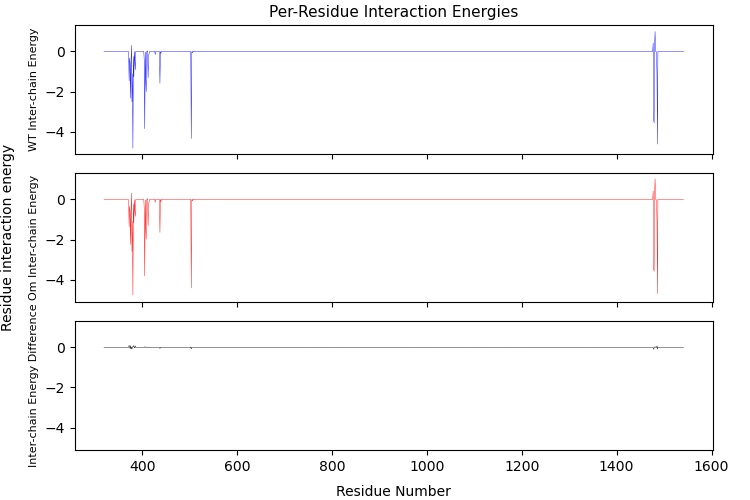 Per-Residue Interaction Energies
Residue interaction energy
WT Inter-chain Energy
0
−2
−4
Om Inter-chain Energy
0
−2
−4
Inter-chain Energy Difference
0
−2
−4
400
600
800
1000
1200
1400
1600
Residue Number